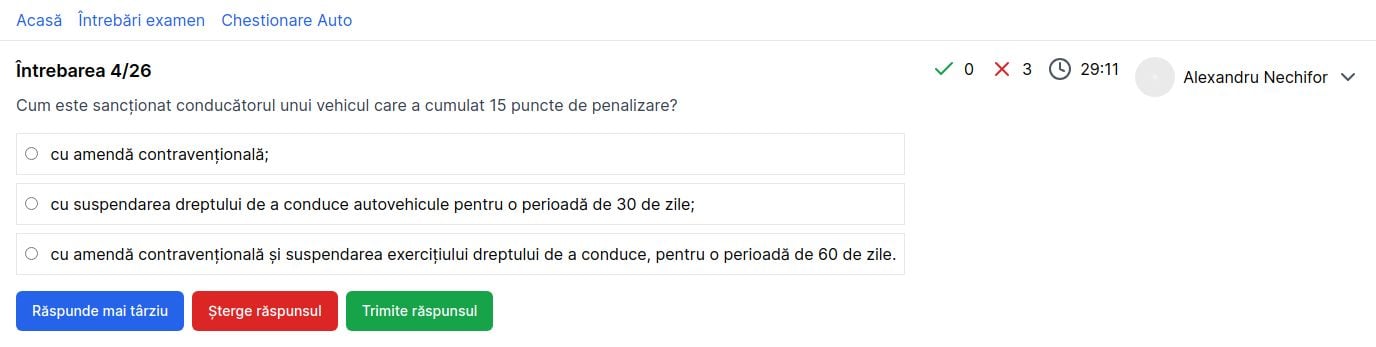 Acasă Întrebări examen Chestionare Auto
Întrebarea 4/26
0 3 29:11 Alexandru Nechifor
Cum este sancționat conducătorul unui vehicul care a cumulat 15 puncte de penalizare?
cu amendă contravențională;
cu suspendarea dreptului de a conduce autovehicule pentru o perioadă de 30 de zile;
cu amendă contravențională și suspendarea exercițiului dreptului de a conduce, pentru o perioadă de 60 de zile.
Răspunde mai târziu Șterge răspunsul Trimite răspunsul